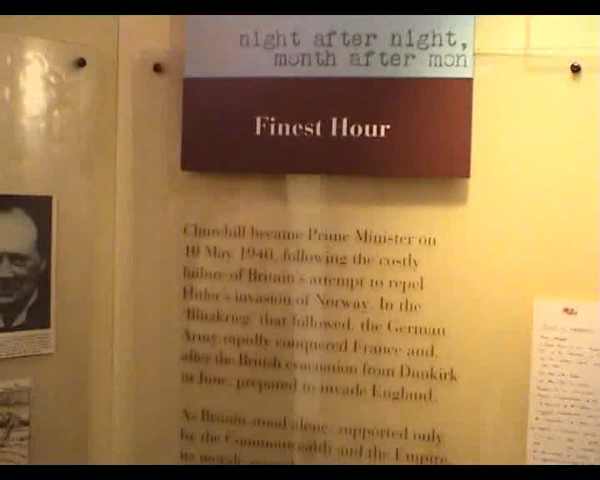 night after night,
month after mon
Finest Hour
Churchill became Prime Minister on
10 May 1940, following the costly
failure of Britain's attempt to repel
Hitler's invasion of Norway. In the
'Blitzkrieg' that followed, the German
Army rapidly conquered France and,
after the British evacuation from Dunkirk
in June, prepared to invade England.
As Britain stood alone, supported only
by the Commonwealth and the Empire,
its morale